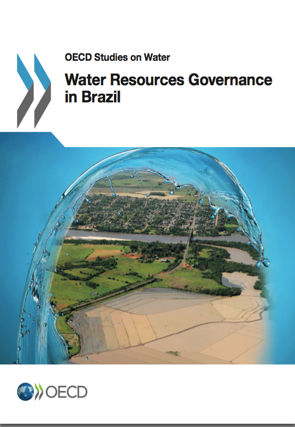 OECD Studies on Water
Water Resources Governance
in Brazil
OECD